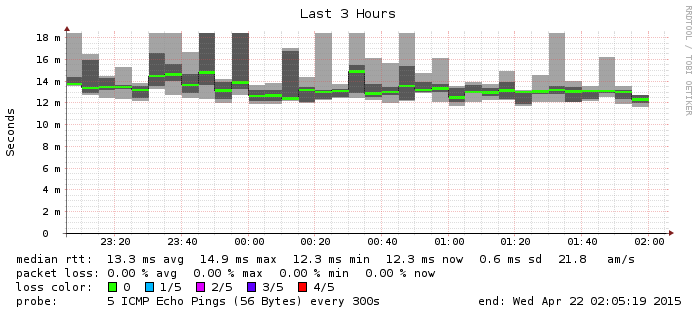 Last 3 Hours
RRDTOOL / TOBI OETIKER
Seconds
18 m
16 m
14 m
12 m
10 m
8 m
6 m
4 m
2 m
0
23:20 23:40 00:00 00:20 00:40 01:00 01:20 01:40 02:00
median rtt: 13.3 ms avg 14.9 ms max 12.3 ms min 12.3 ms now 0.6 ms sd 21.8 am/s
packet loss: 0.00 % avg 0.00 % max 0.00 % min 0.00 % now
loss color: 0 1/5 2/5 3/5 4/5
probe: 5 ICMP Echo Pings (56 Bytes) every 300s end: Wed Apr 22 02:05:19 2015